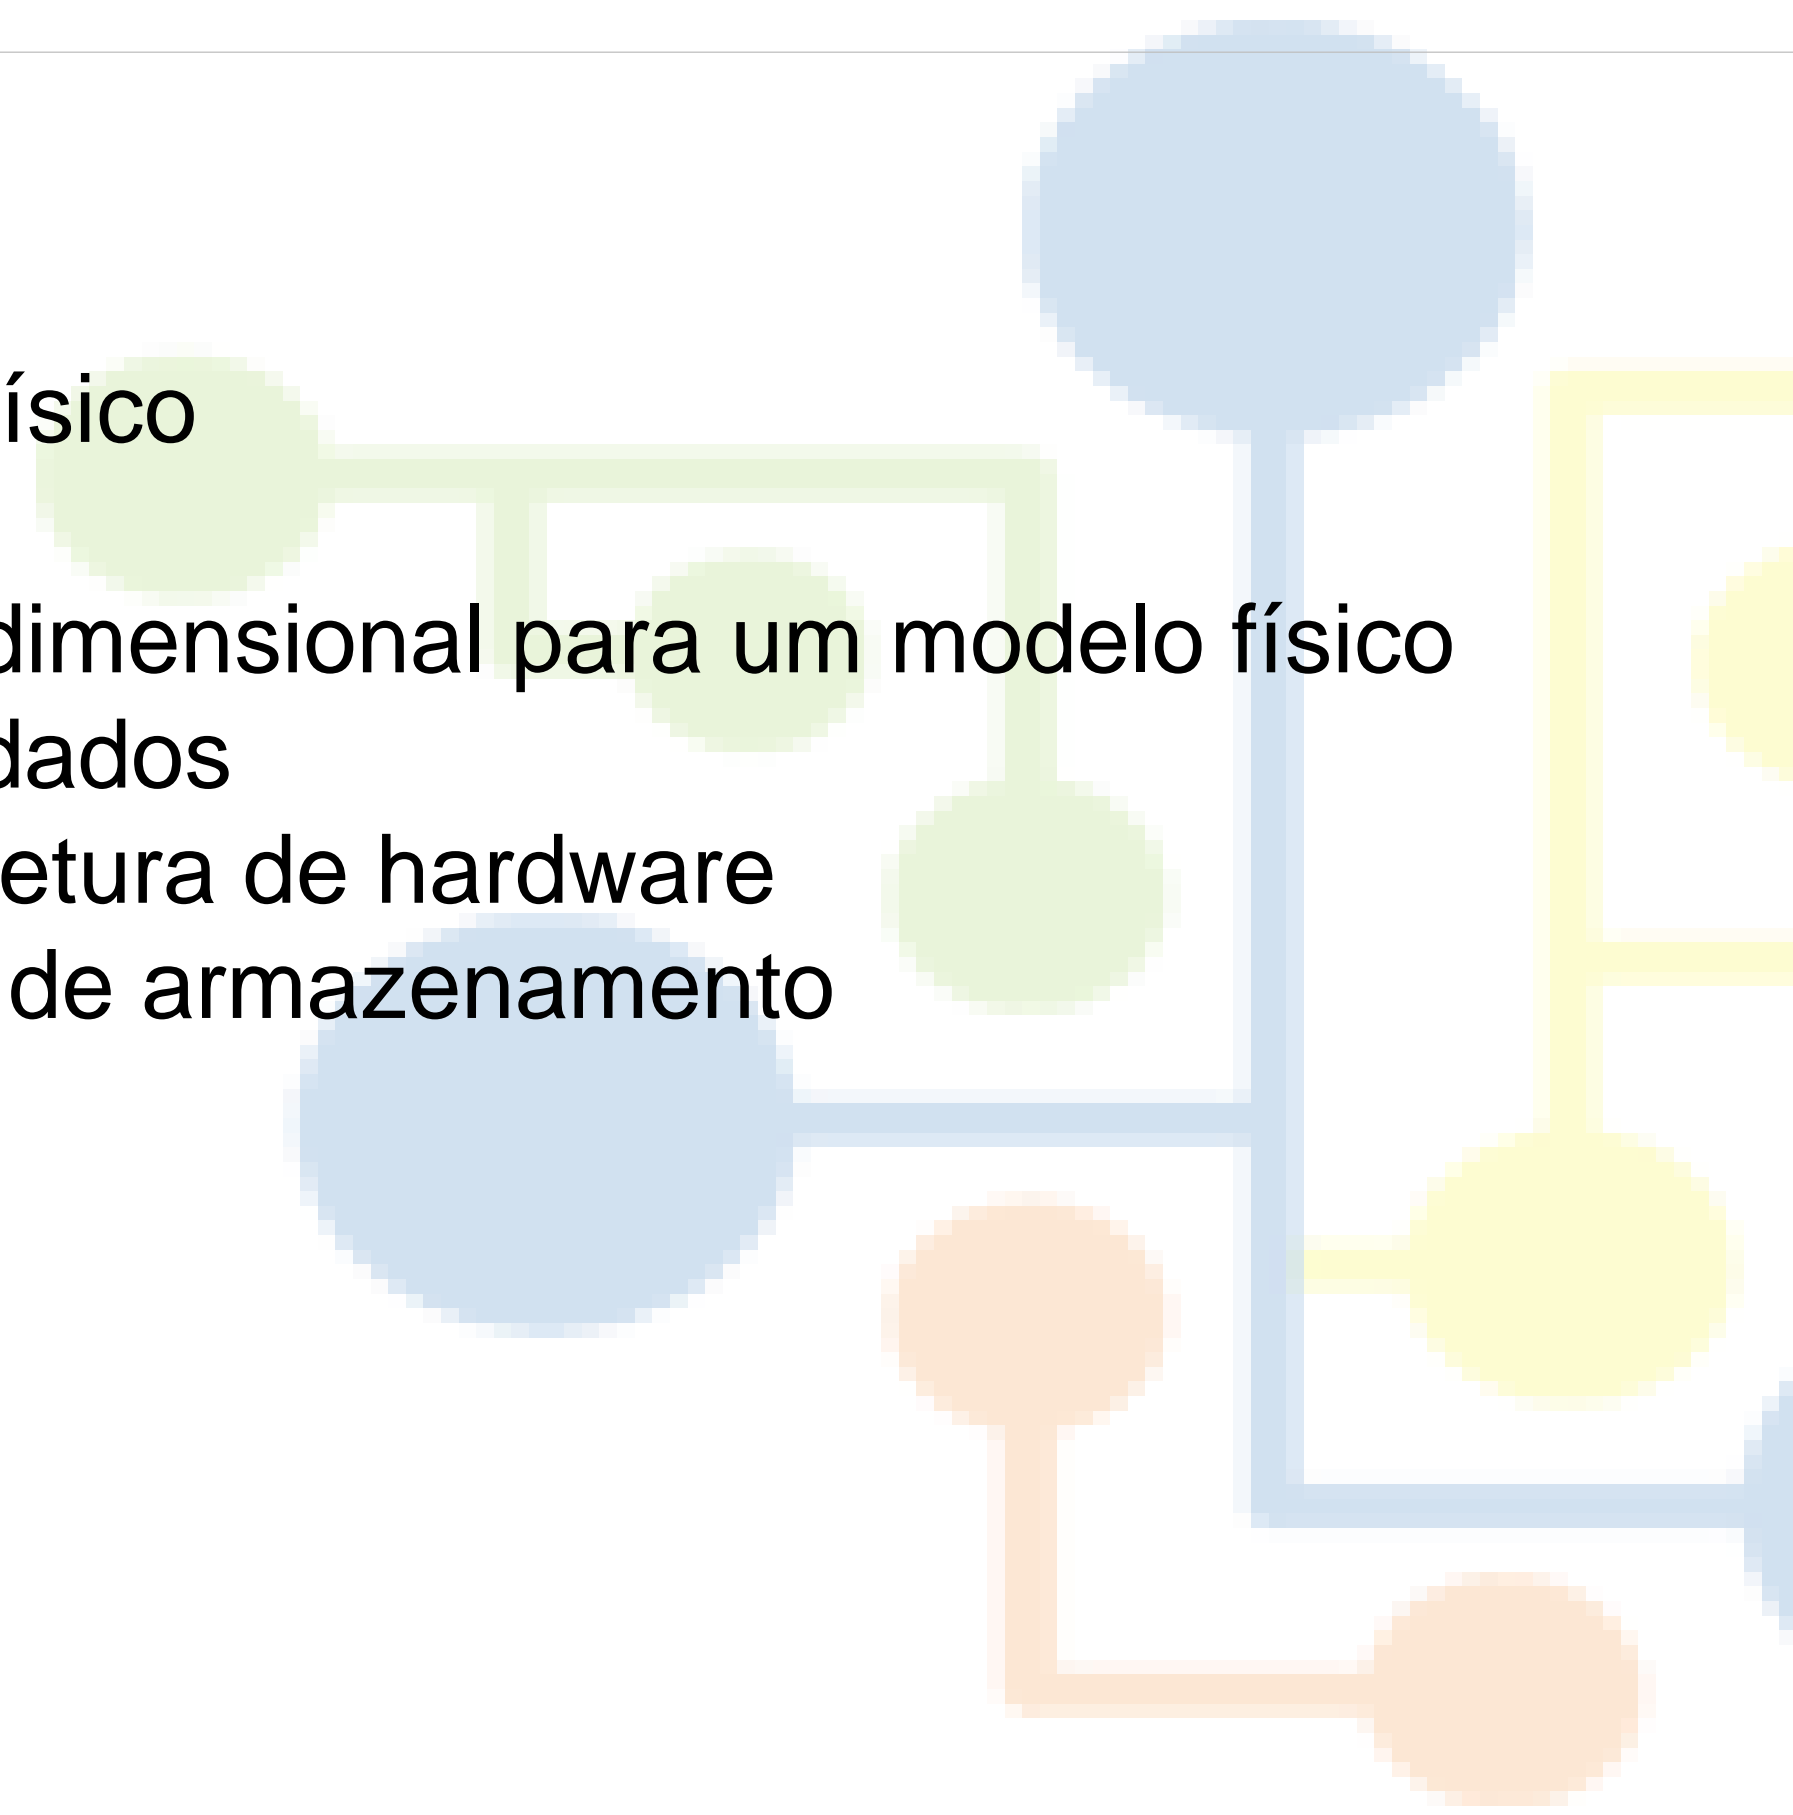 ísico
dimensional para um modelo físico
dados
etura de hardware
de armazenamento